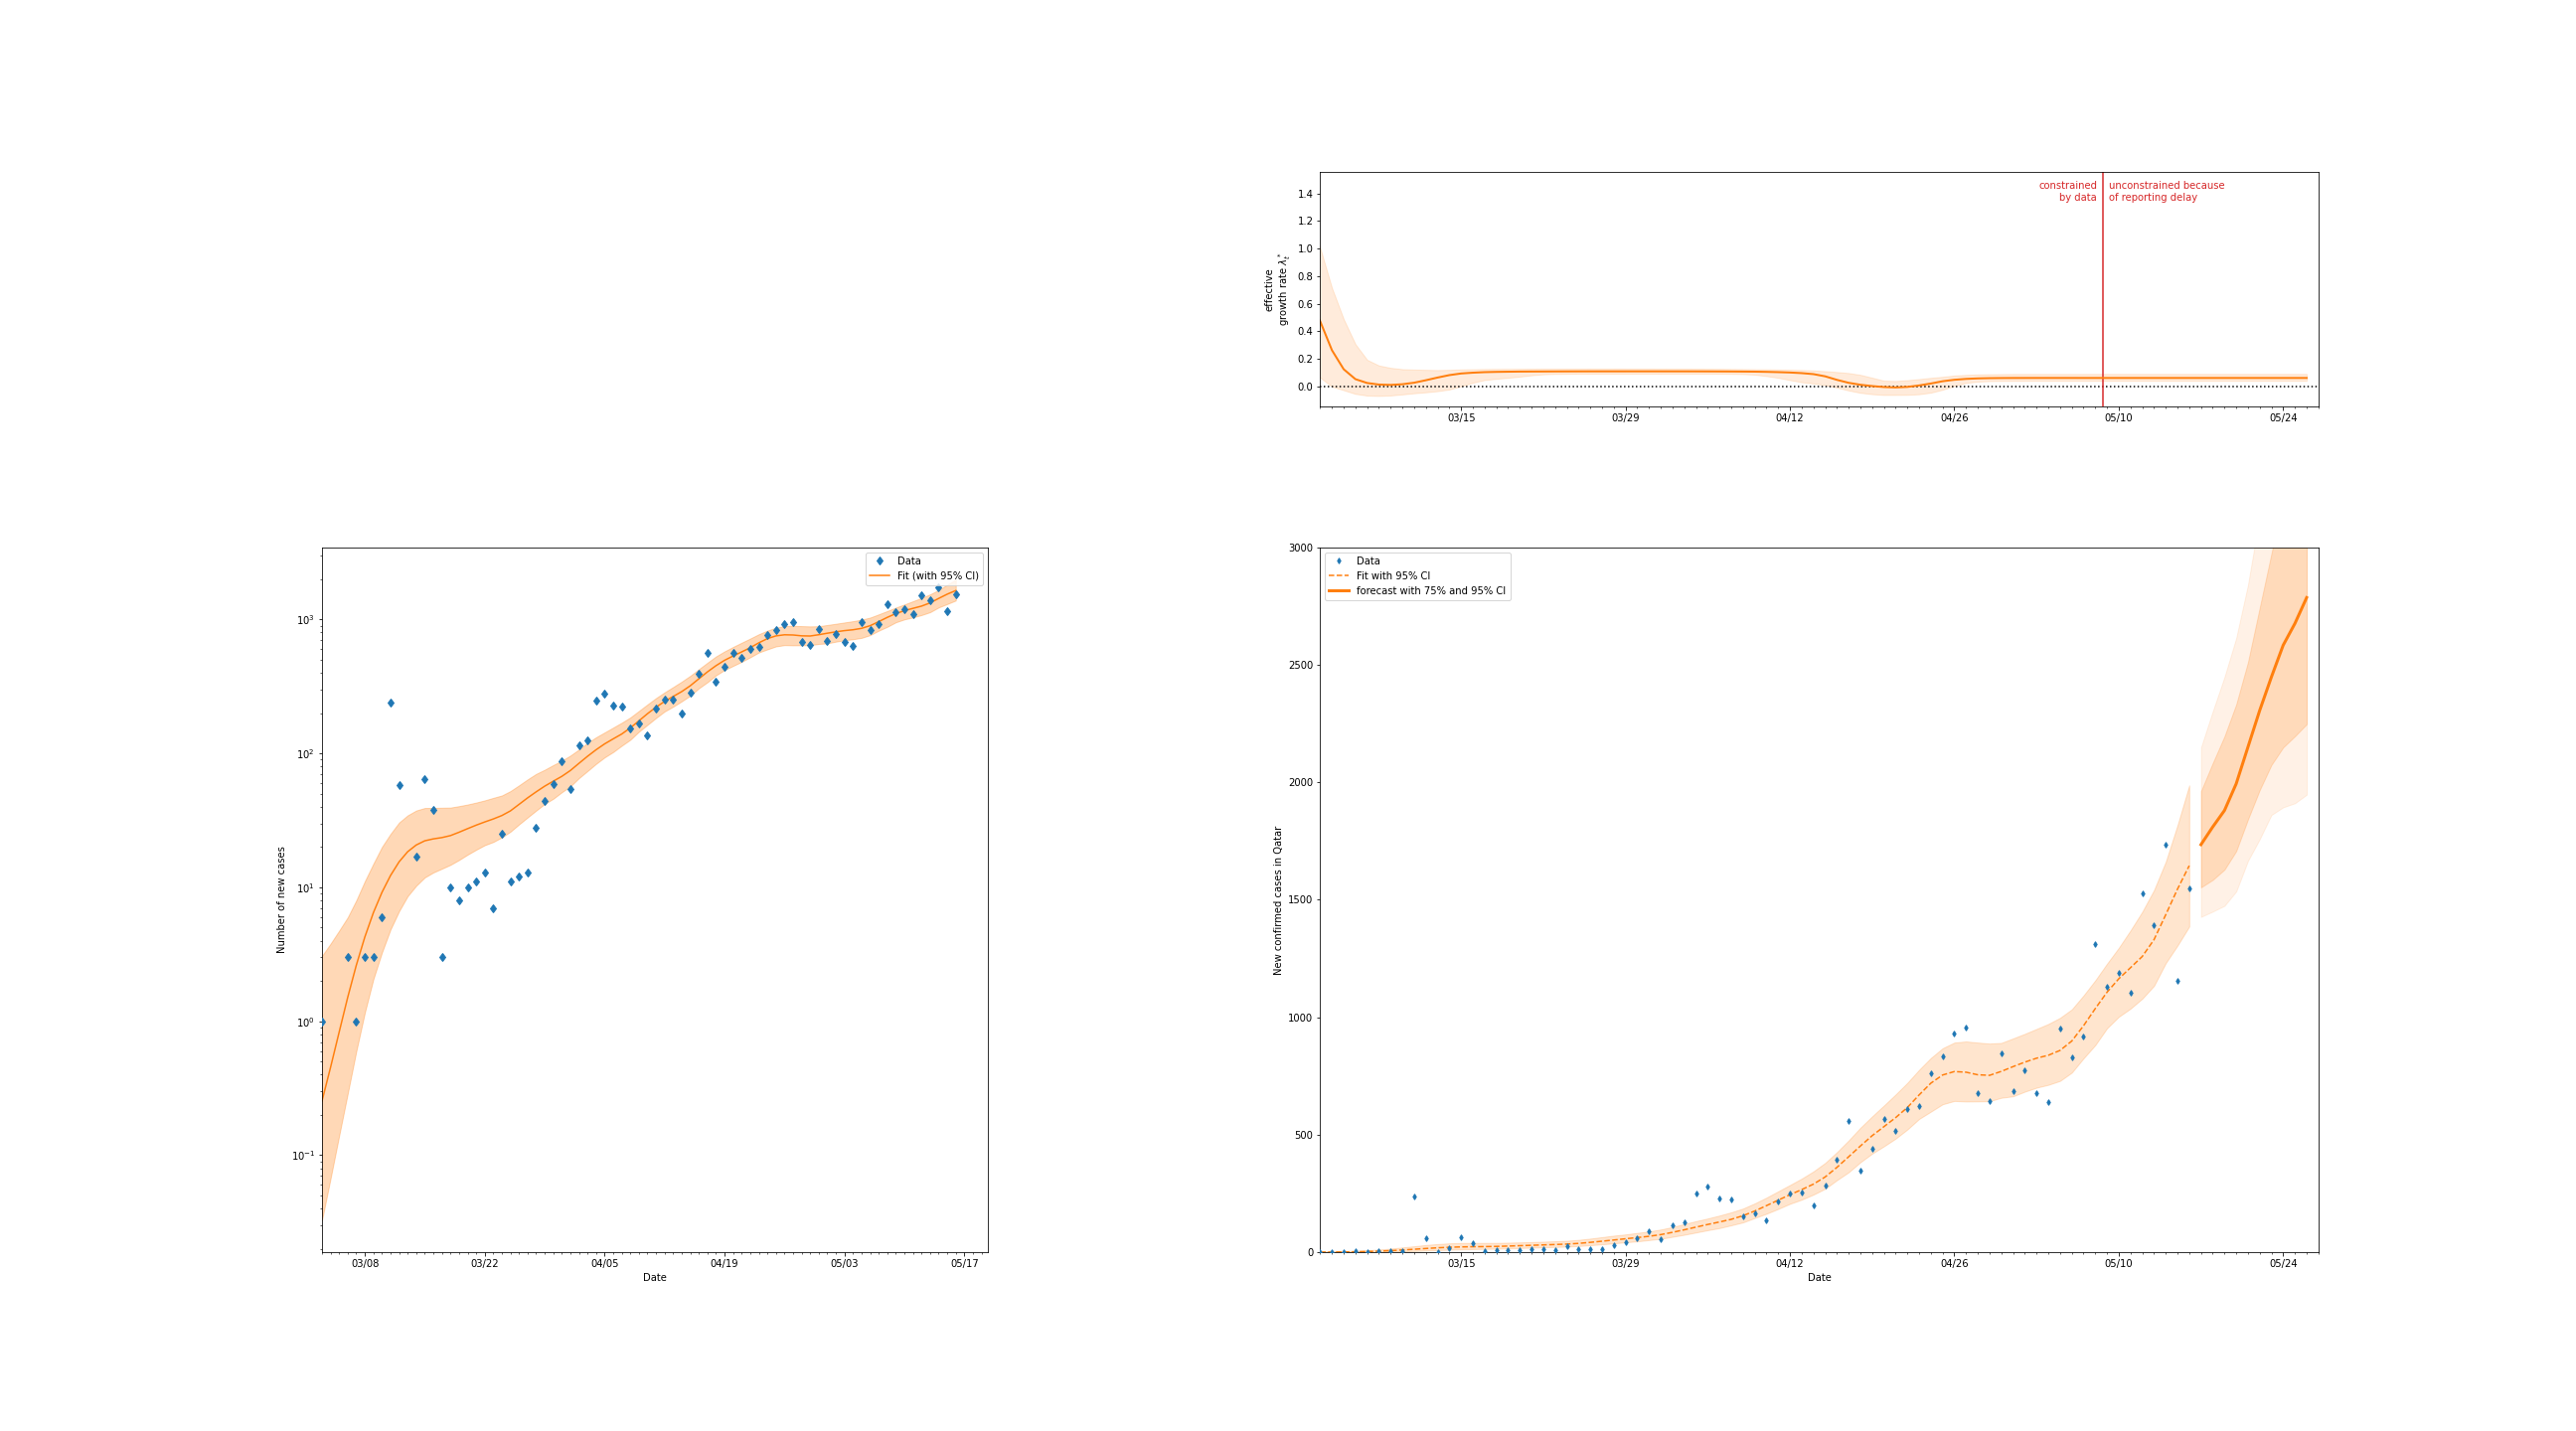 1.4
1.2
1.0
0.8
0.6
0.4
0.2
0.0
effective
growth rate λ*t
constrained
by data
unconstrained because
of reporting delay
03/15
03/29
04/12
04/26
05/10
05/24
Data
Fit (with 95% CI)
10³
10²
10¹
10⁰
10⁻¹
Number of new cases
03/08
03/22
04/05
04/19
05/03
05/17
Date
Data
Fit with 95% CI
forecast with 75% and 95% CI
3000
2500
2000
1500
1000
500
0
New confirmed cases in Qatar
03/15
03/29
04/12
04/26
05/10
05/24
Date